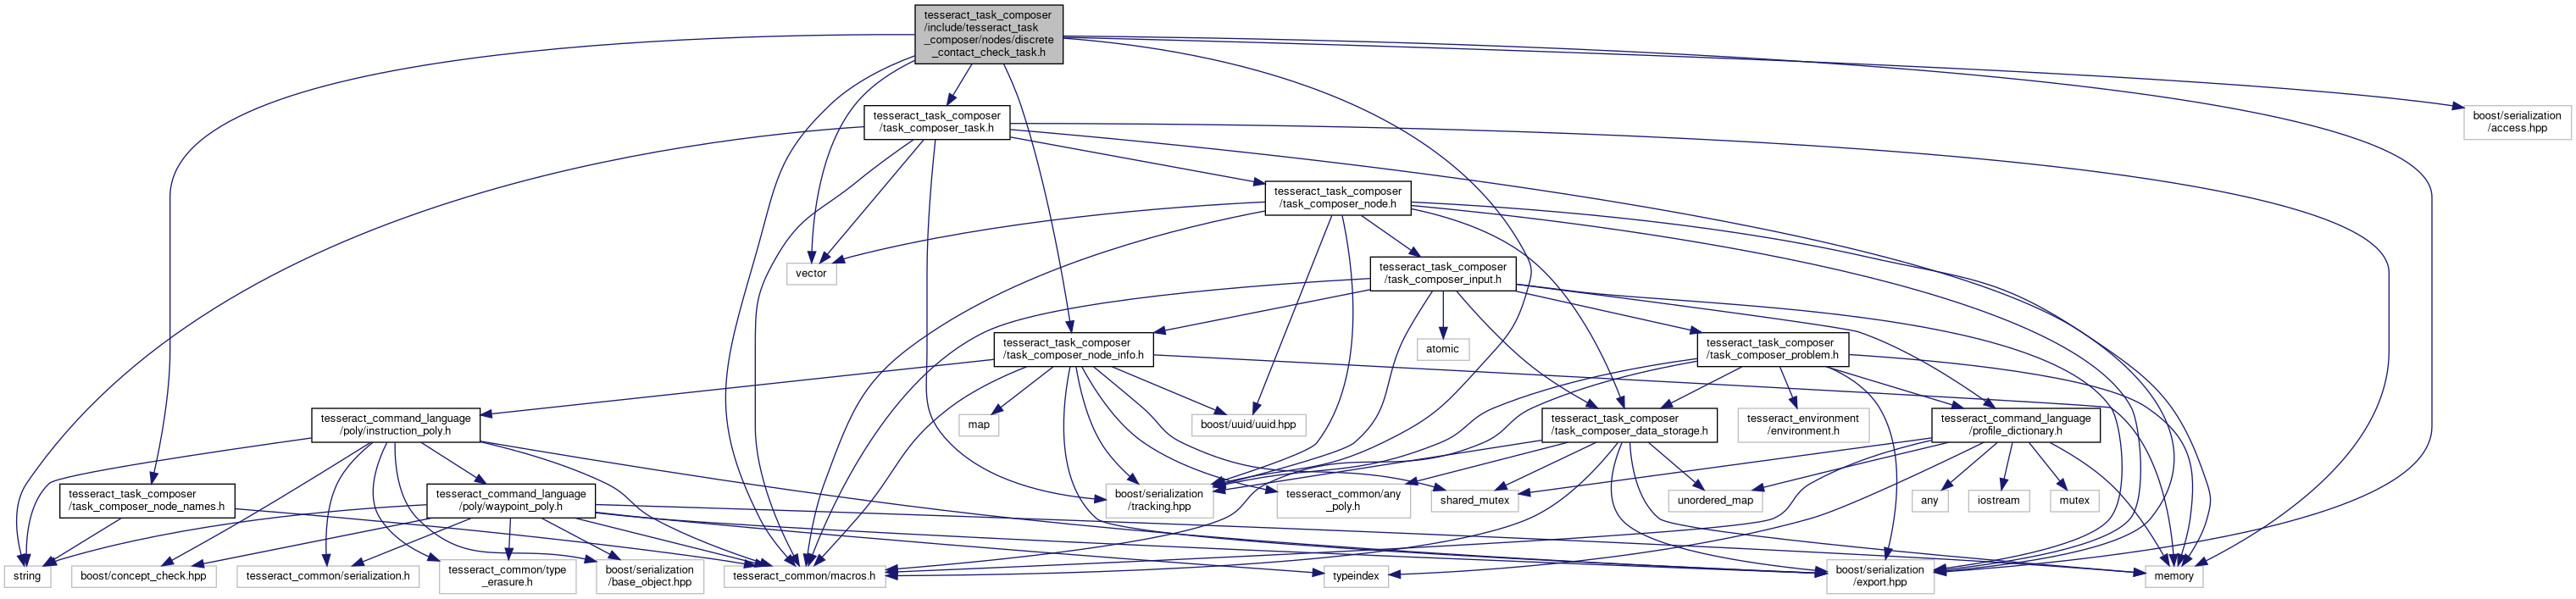 tesseract_task_composer
/include/tesseract_task
_composer/nodes/discrete
_contact_check_task.h
tesseract_task_composer
/task_composer_task.h
boost/serialization
/access.hpp
tesseract_task_composer
/task_composer_node.h
vector
tesseract_task_composer
/task_composer_input.h
tesseract_task_composer
/task_composer_node_info.h
atomic
tesseract_task_composer
/task_composer_problem.h
tesseract_command_language
/poly/instruction_poly.h
map
boost/uuid/uuid.hpp
tesseract_task_composer
/task_composer_data_storage.h
tesseract_environment
/environment.h
tesseract_command_language
/profile_dictionary.h
tesseract_task_composer
/task_composer_node_names.h
tesseract_command_language
/poly/waypoint_poly.h
boost/serialization
/tracking.hpp
tesseract_common/any
_poly.h
shared_mutex
unordered_map
any
iostream
mutex
string
boost/concept_check.hpp
tesseract_common/serialization.h
tesseract_common/type
_erasure.h
boost/serialization
/base_object.hpp
tesseract_common/macros.h
typeindex
boost/serialization
/export.hpp
memory